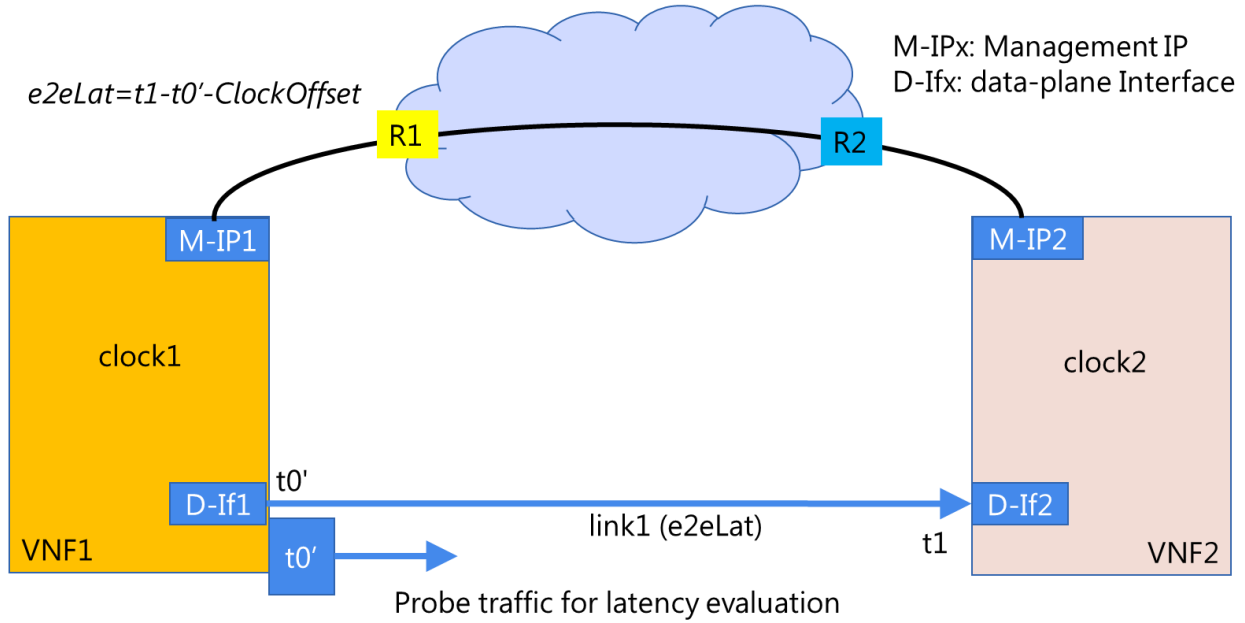 M-IPx: Management IP
D-Ifx: data-plane Interface
e2eLat=t1-t0′-ClockOffset
R1
R2
M-IP1
M-IP2
clock1
clock2
t0'
D-If1
D-If2
link1 (e2eLat)
t1
VNF1
t0′
VNF2
Probe traffic for latency evaluation